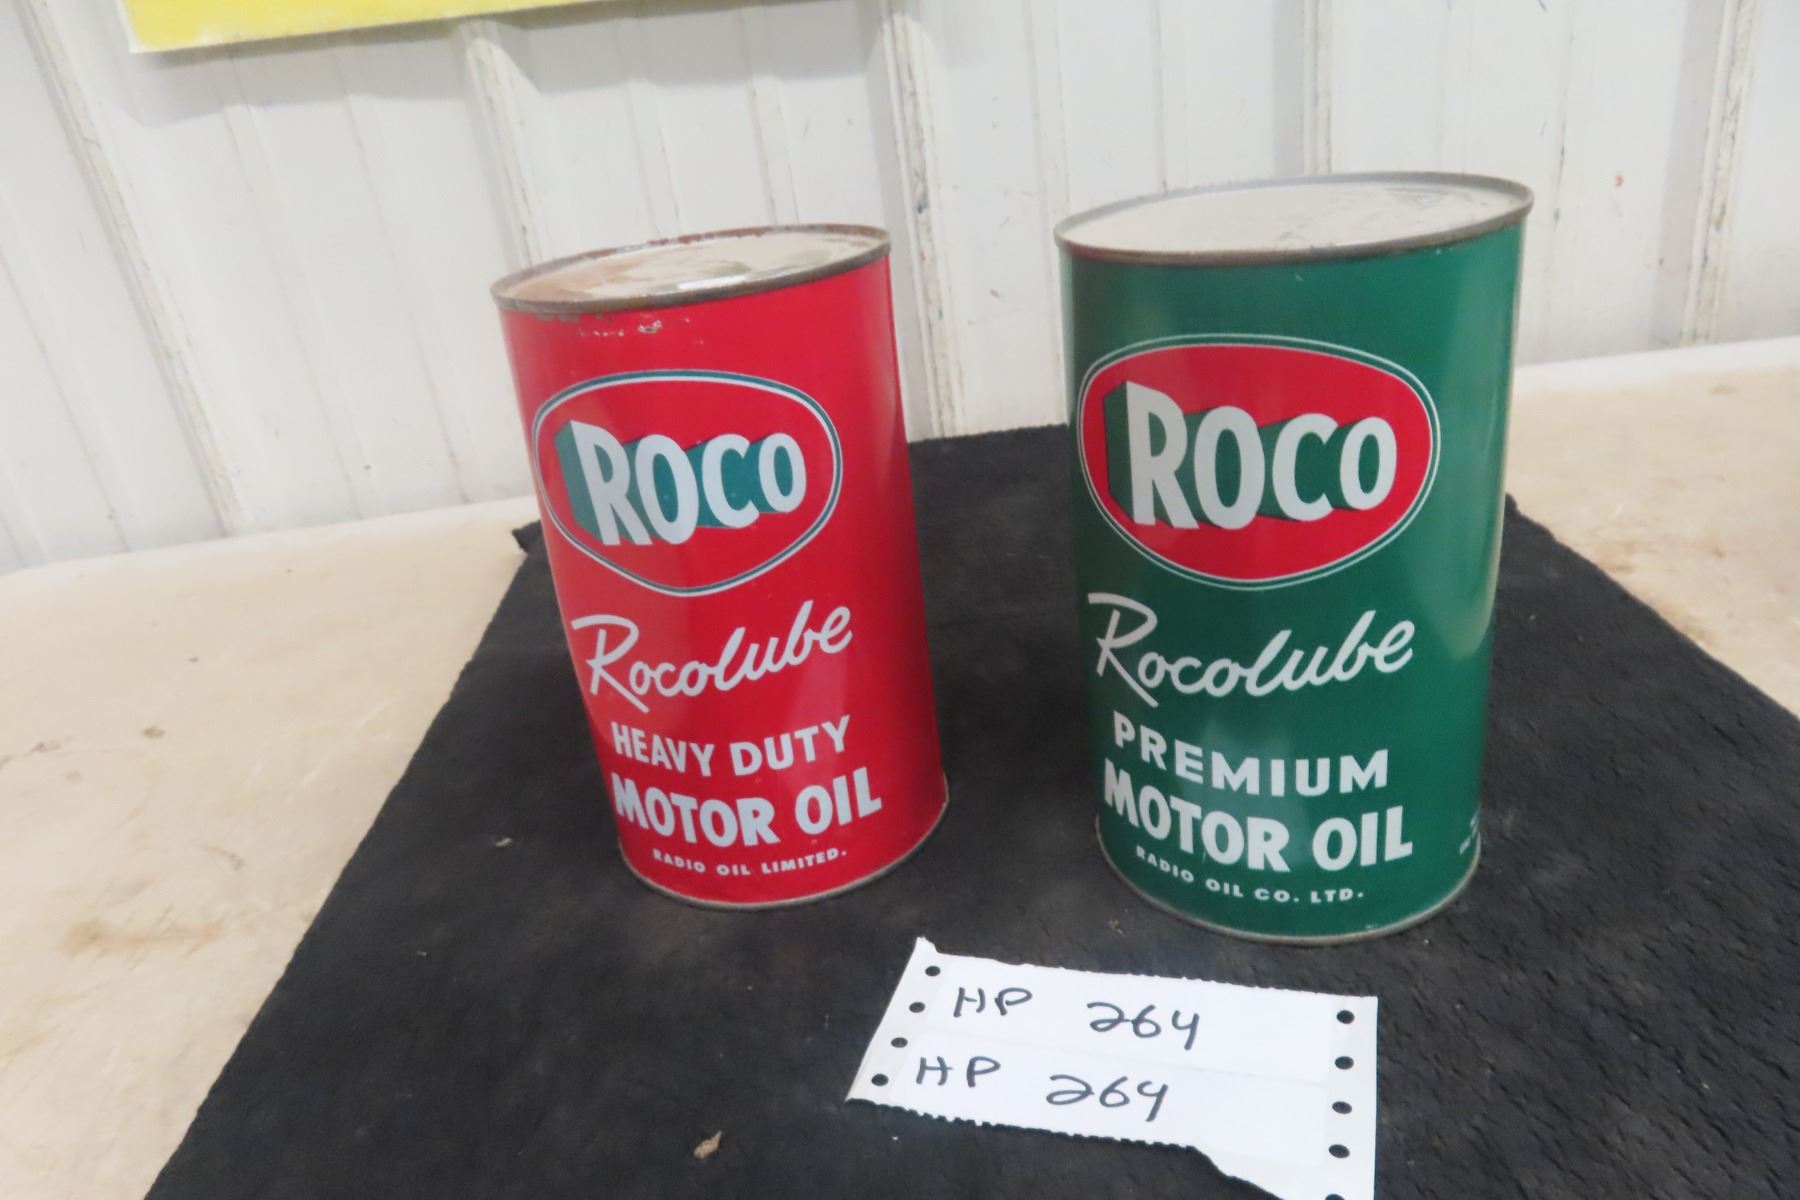 ROCO
Rocolube
HEAVY DUTY
MOTOR OIL
RADIO OIL LIMITED.
ROCO
Rocolube
PREMIUM
MOTOR OIL
RADIO OIL CO. LTD.
HP 264
HP 264